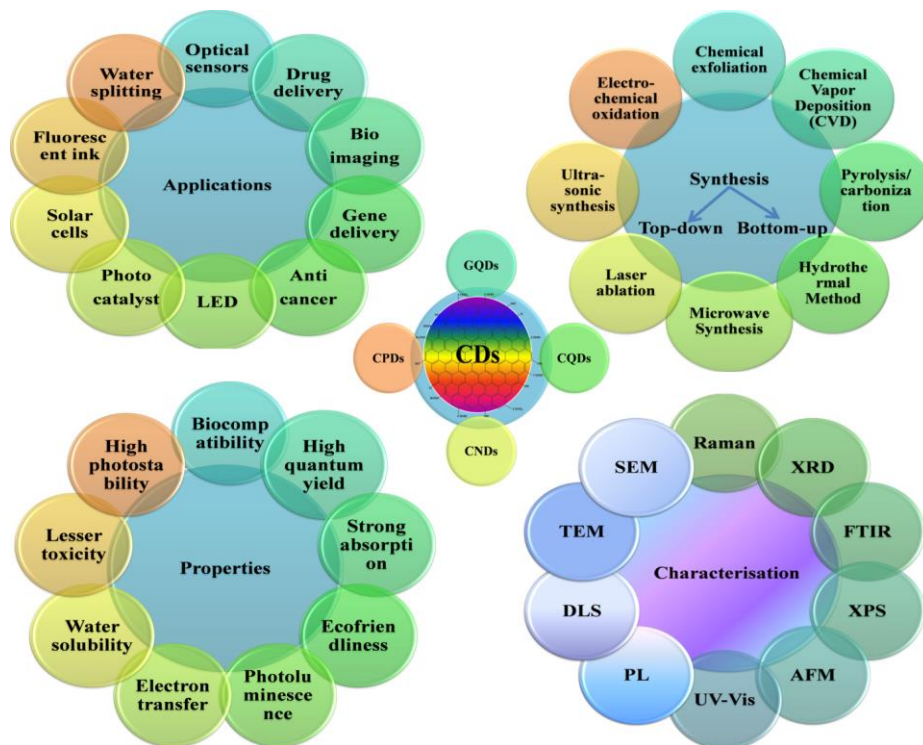 Optical
sensors
Drug
delivery
Bio
imaging
Gene
delivery
Anti
cancer
LED
Photo
catalyst
Solar
cells
Fluoresc
ent ink
Water
splitting
Applications
Chemical
exfoliation
Chemical
Vapor
Deposition
(CVD)
Pyrolysis/
carboniza
tion
Hydrothe
rmal
Method
Microwave
Synthesis
Laser
ablation
Ultra-
sonic
synthesis
Electro-
chemical
oxidation
Synthesis
Top-down
Bottom-up
GQDs
CPDs
CDs
CQDs
CNDs
Biocomp
atibility
High
quantum
yield
Strong
absorpti
on
Ecofrien
dliness
Photolu
minesce
nce
Electron
transfer
Water
solubility
Lesser
toxicity
High
photosta
bility
Properties
Raman
XRD
FTIR
XPS
AFM
UV-Vis
PL
DLS
TEM
SEM
Characterisation